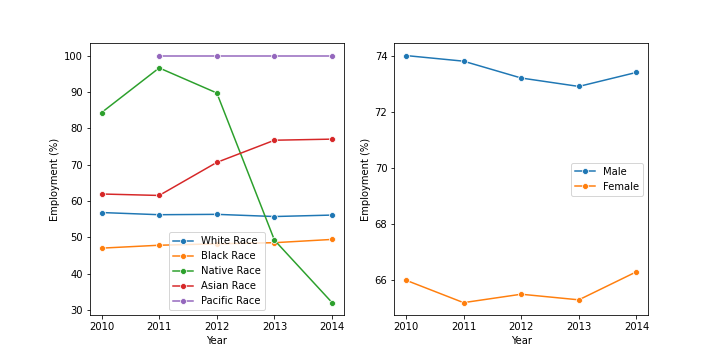 100
90
80
70
60
50
40
30
Employment (%)
2010 2011 2012 2013 2014
Year
White Race
Black Race
Native Race
Asian Race
Pacific Race
74
72
70
68
66
Employment (%)
2010 2011 2012 2013 2014
Year
Male
Female